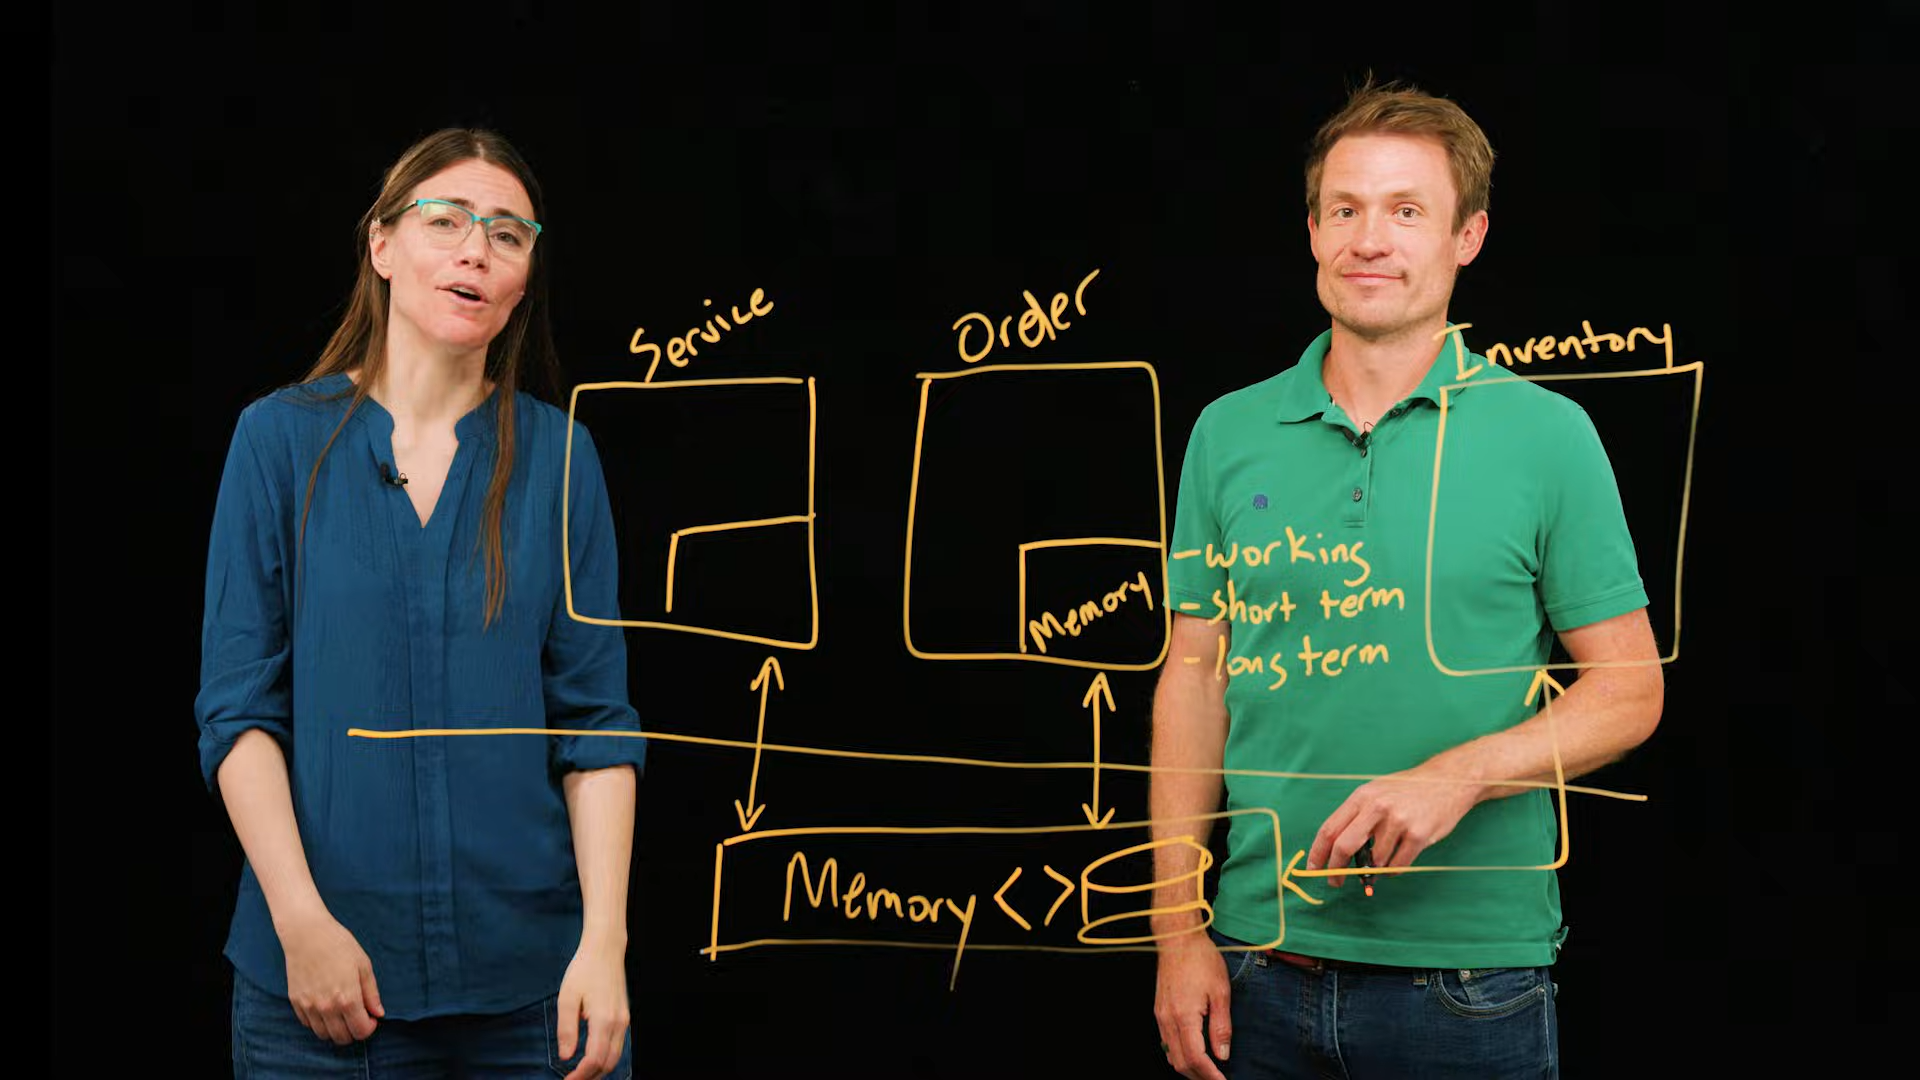 Service
Order
Inventory
Memory
-working
-short term
-long term
Memory <>